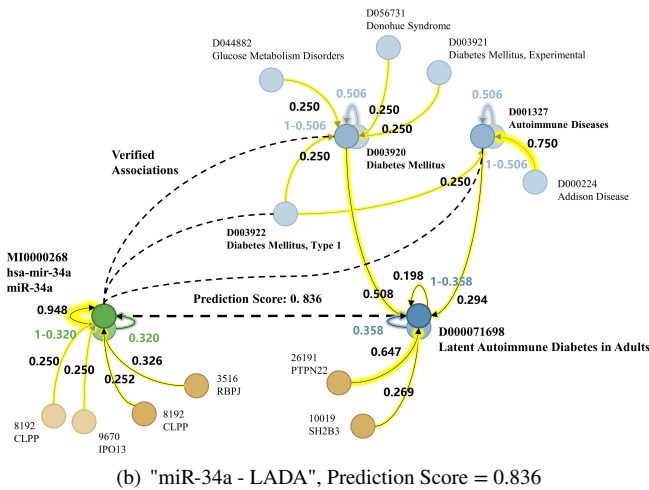 D056731
Donohue Syndrome
D044882
Glucose Metabolism Disorders
D003921
Diabetes Mellitus, Experimental
0.506
0.506
0.250
0.250
D001327
Autoimmune Diseases
1-0.506
0.250
0.750
Verified
Associations
0.250
D003920
Diabetes Mellitus
1-0.506
0.250
D000224
Addison Disease
D003922
Diabetes Mellitus, Type 1
MI0000268
hsa-mir-34a
miR-34a
0.198
1-0.358
0.948
Prediction Score: 0. 836
0.508
0.294
1-0.320
0.320
0.358
D000071698
Latent Autoimmune Diabetes in Adults
0.250
0.250
0.326
0.252
0.647
26191
PTPN22
3516
RBPJ
0.269
8192
CLPP
9670
IPO13
8192
CLPP
10019
SH2B3
(b) "miR-34a - LADA", Prediction Score = 0.836